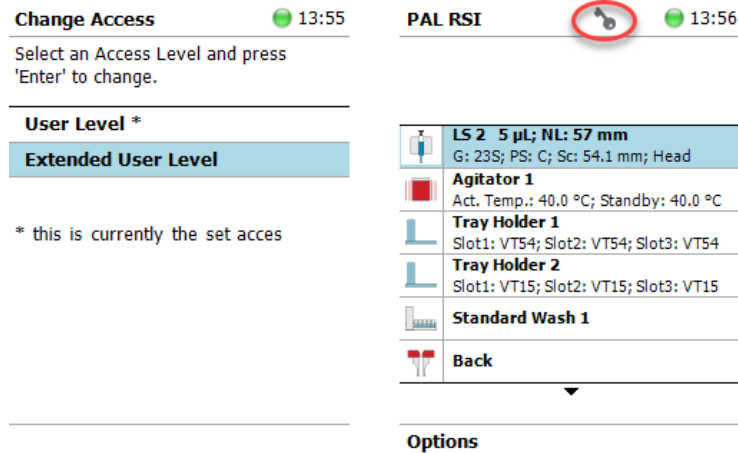 Change Access 13:55
Select an Access Level and press
'Enter' to change.
User Level *
Extended User Level
* this is currently the set acces
PAL RSI 13:56
LS 2 5 µL; NL: 57 mm
G: 23S; PS: C; Sc: 54.1 mm; Head
Agitator 1
Act. Temp.: 40.0 °C; Standby: 40.0 °C
Tray Holder 1
Slot1: VT54; Slot2: VT54; Slot3: VT54
Tray Holder 2
Slot1: VT15; Slot2: VT15; Slot3: VT15
Standard Wash 1
Back
Options